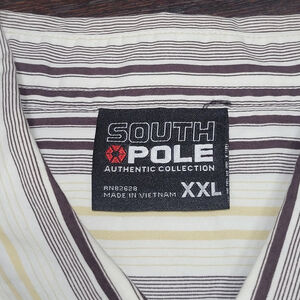 SOUTH
POLE
AUTHENTIC COLLECTION
RN82628
MADE IN VIETNAM XXL